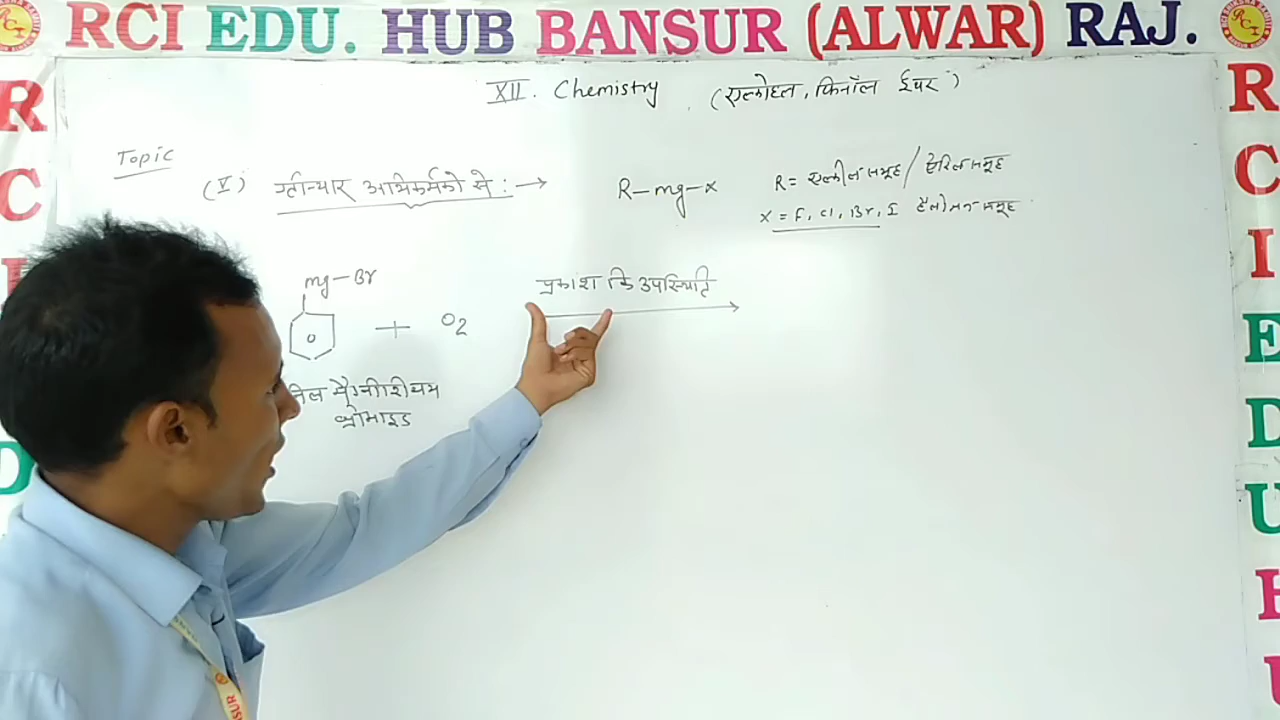 RCI EDU. HUB BANSUR (ALWAR) RAJ.
XII. Chemistry (एल्कोहल, फिनॉल ईथर)
Topic
(V) ग्रीन्यार अभिकर्मको से :→ R-mg-x R = एल्कील समूह / ऐरिल समूह
x = F, Cl, Br, I हैलोजन समूह
mg-Br
+ O2 प्रकाश कि उपस्थिति
मैग्नीशियम
ब्रोमाइड
R
C
D
R
C
I
E
D
U
H
U